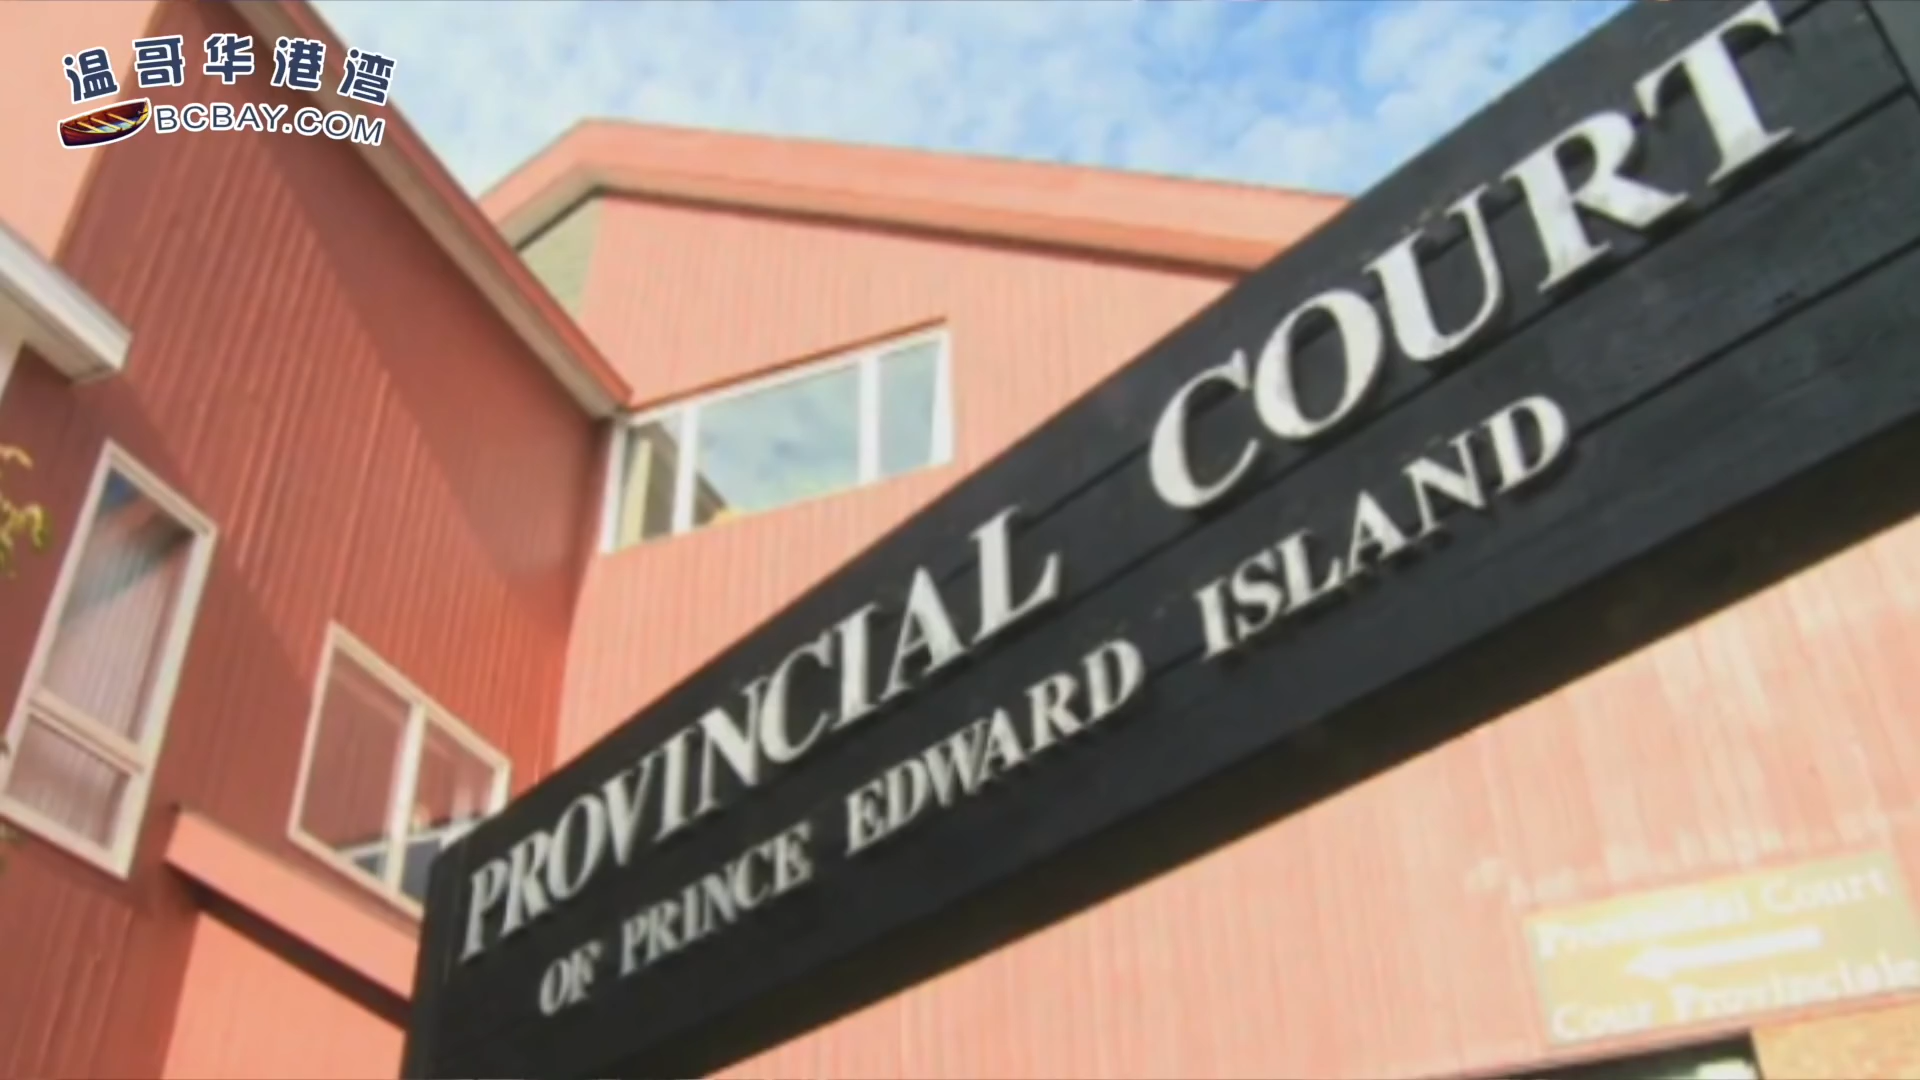 温哥华港湾
BCBAY.COM
PROVINCIAL COURT
OF PRINCE EDWARD ISLAND
Provincial Court
Cour Provinciale